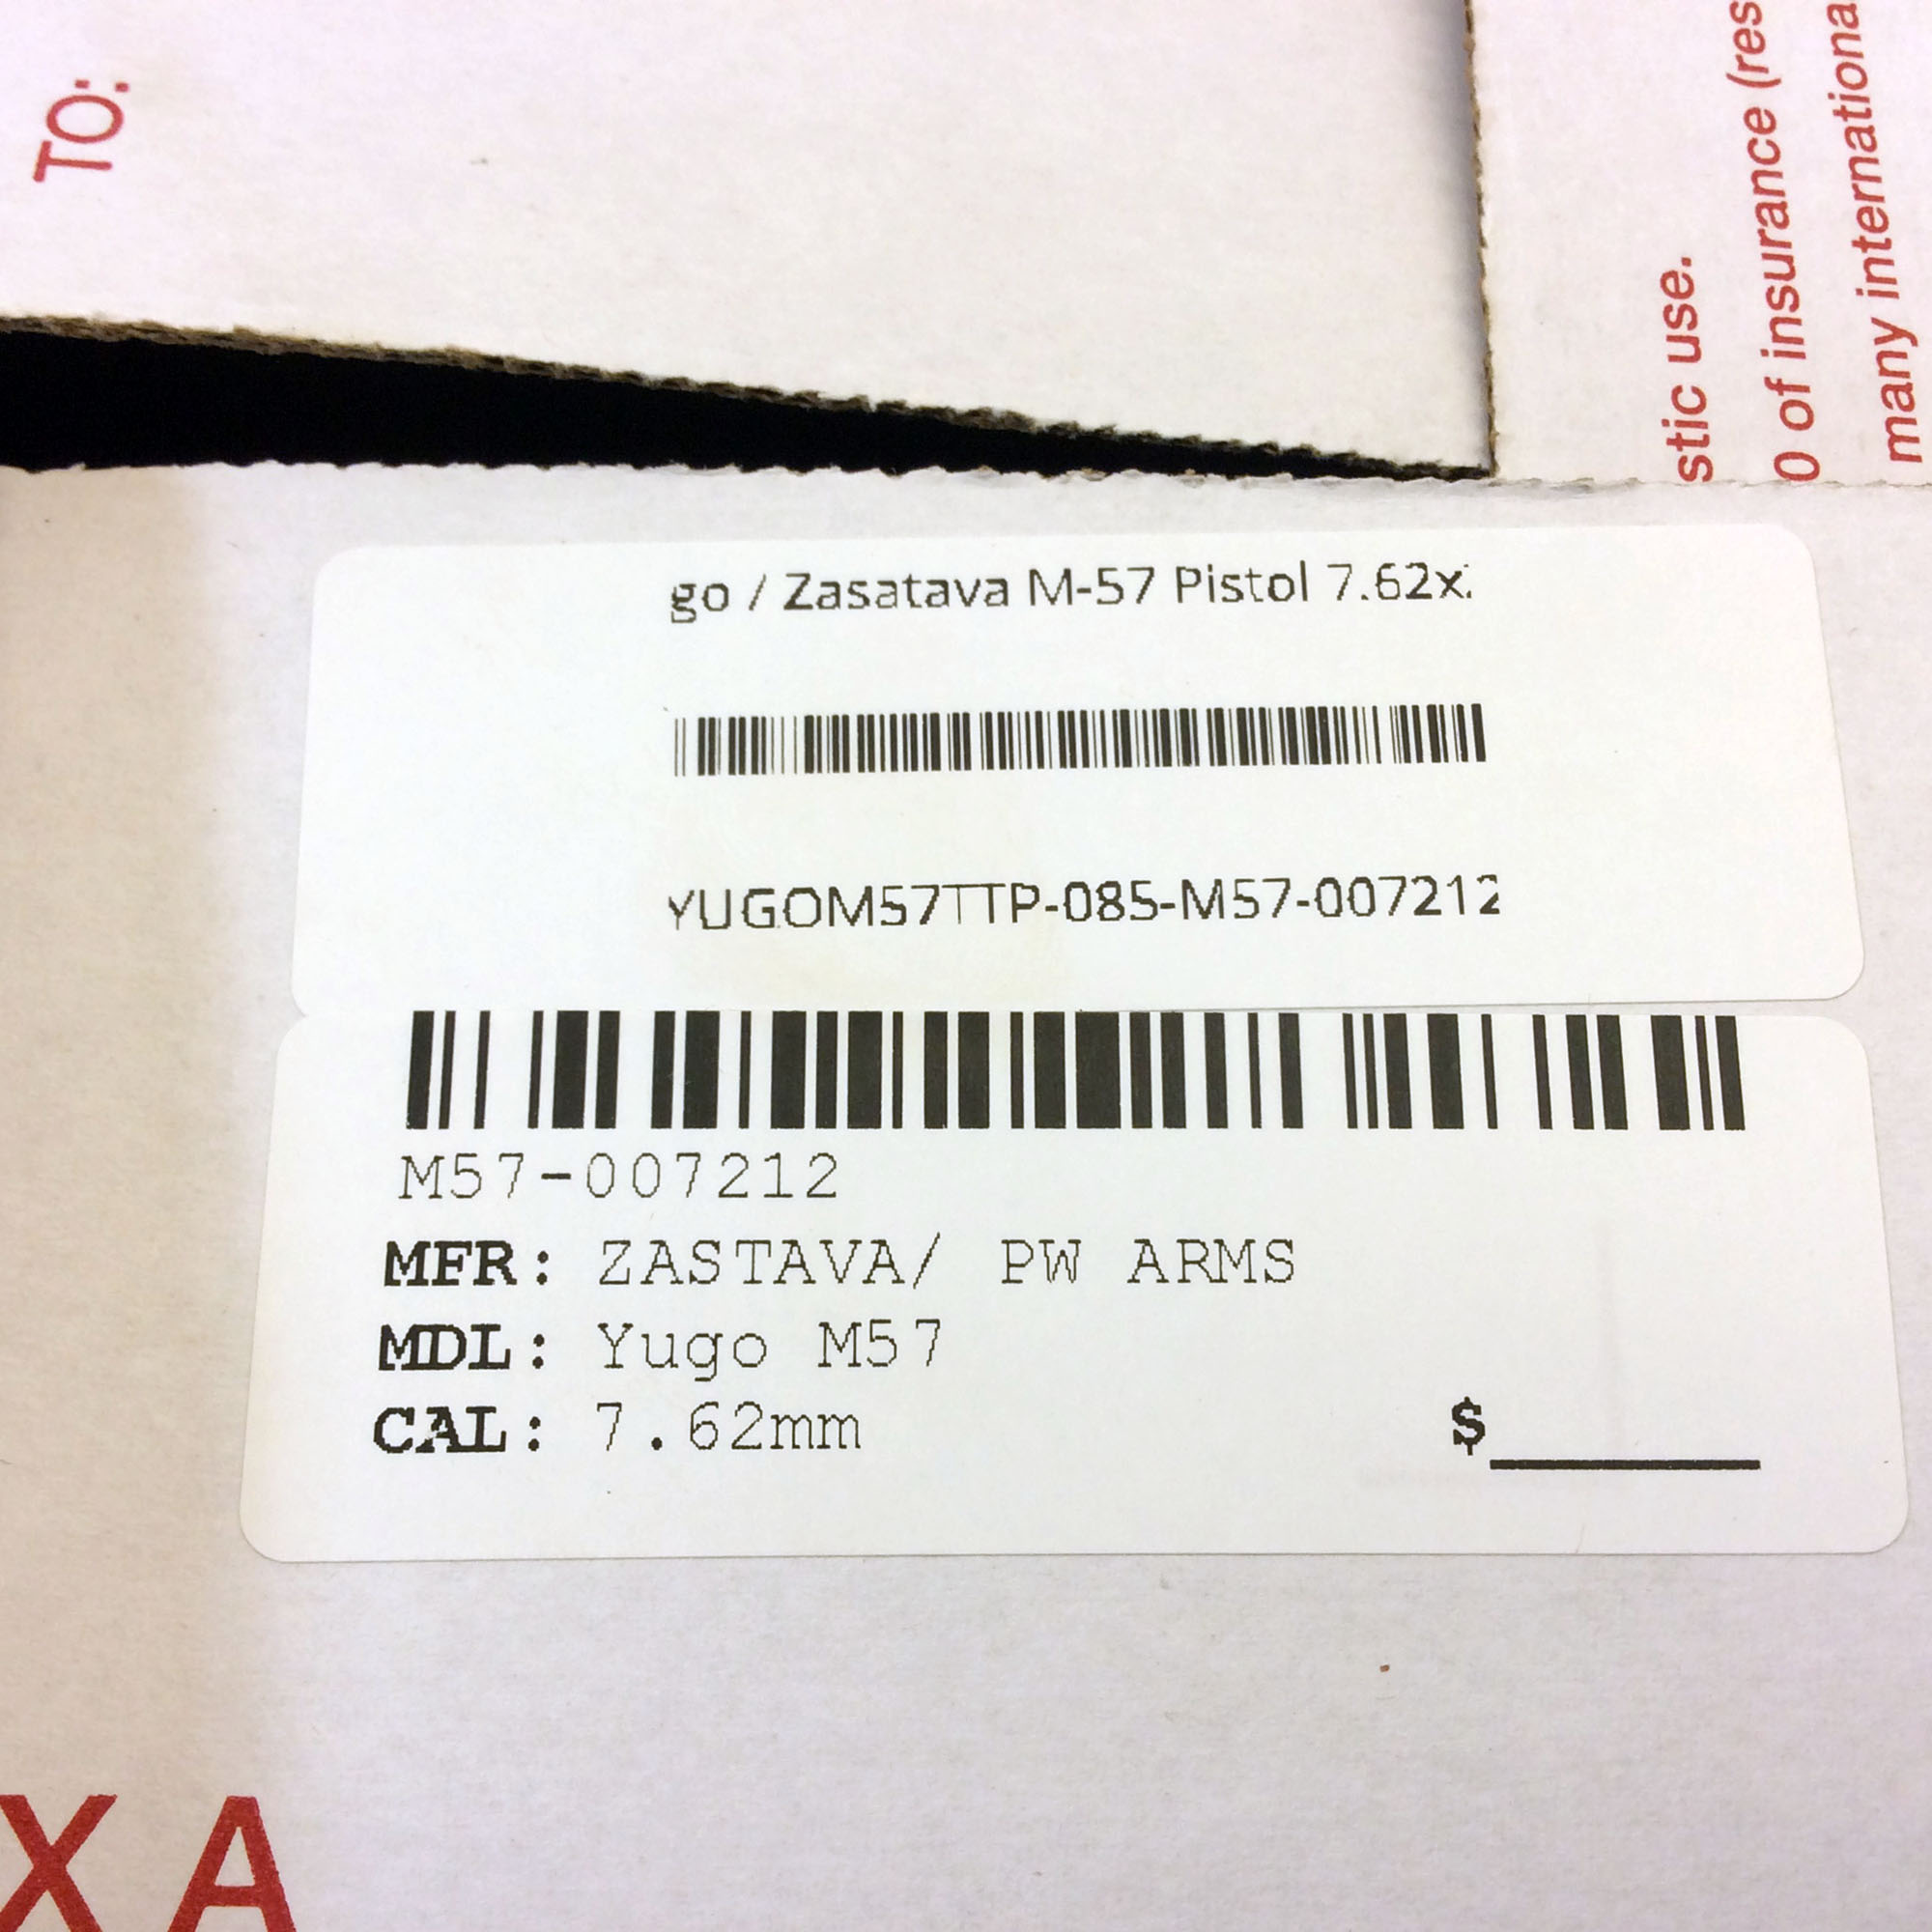 TO:
stic use.
0 of insurance (res
many internationa
go / Zasatava M-57 Pistol 7.62x
YUGOM57TTP-085-M57-007212
M57-007212
MFR: ZASTAVA/ PW ARMS
MDL: Yugo M57
CAL: 7.62mm
$
X A